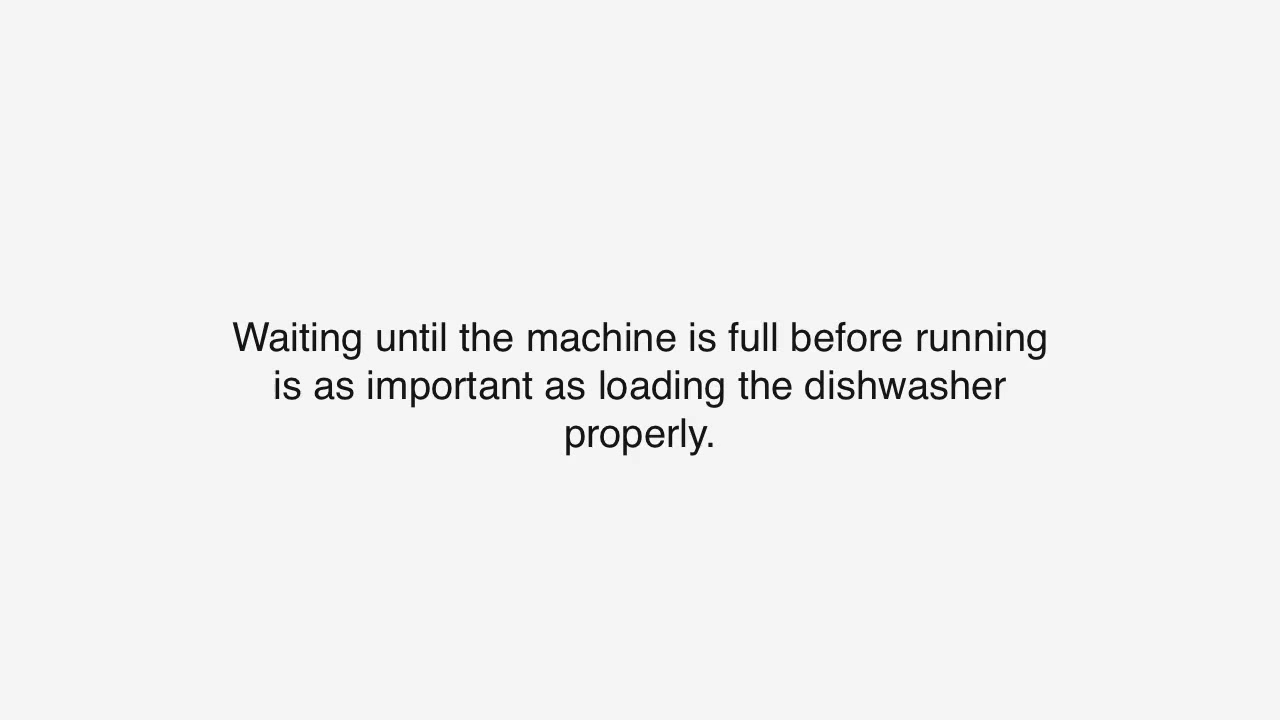 Waiting until the machine is full before running
is as important as loading the dishwasher
properly.